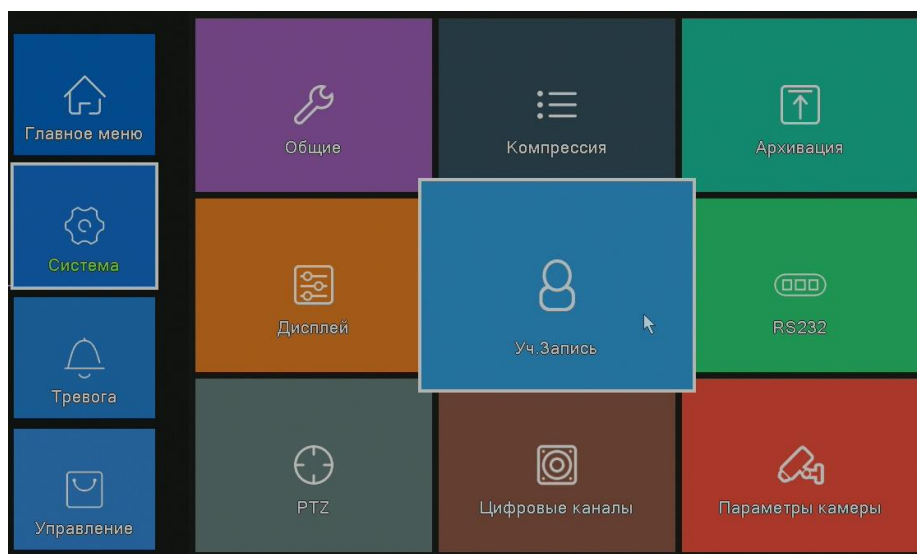 Главное меню
Общие
Компрессия
Архивация
Система
Дисплей
Уч.Запись
RS232
Тревога
PTZ
Цифровые каналы
Параметры камеры
Управление